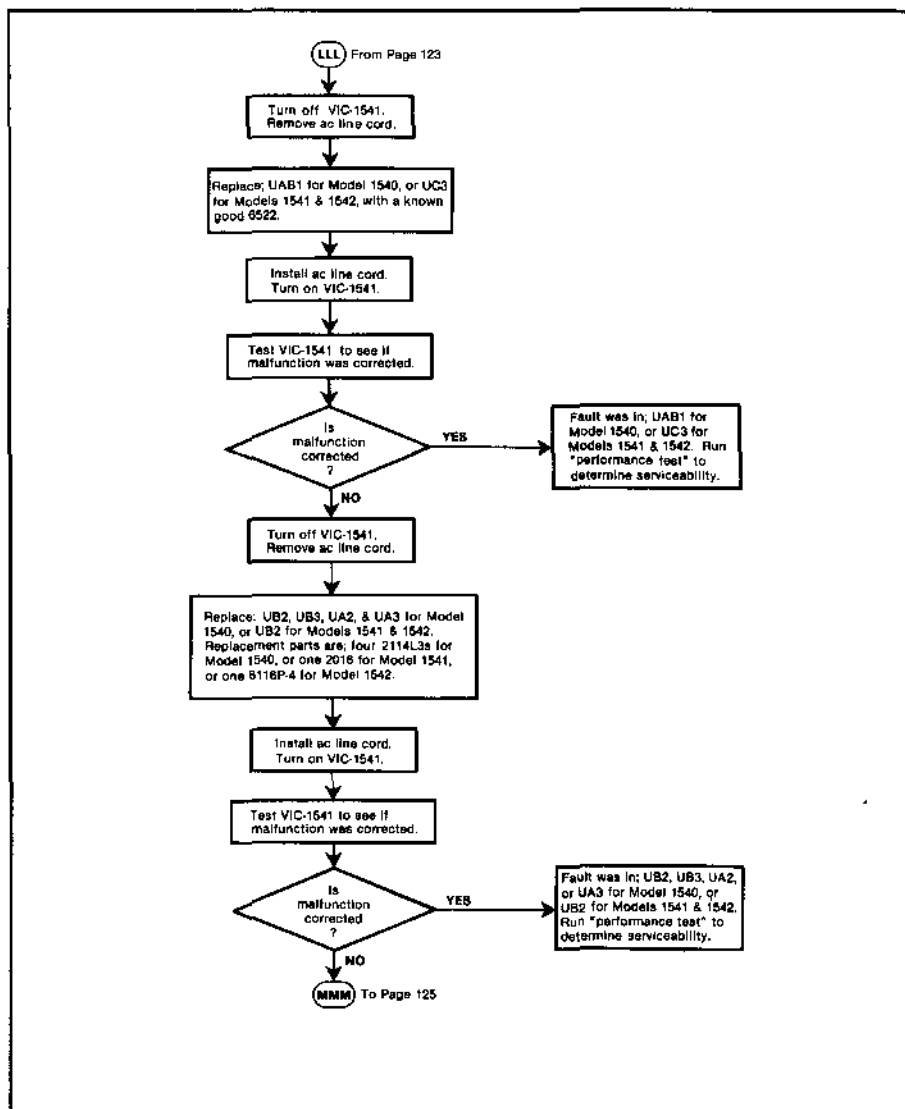 LLL From Page 123
Turn off VIC-1541.
Remove ac line cord.
Replace; UAB1 for Model 1540, or UC3
for Models 1541 & 1542, with a known
good 6522.
Install ac line cord.
Turn on VIC-1541.
Test VIC-1541 to see if
malfunction was corrected.
Is
malfunction
corrected
?
YES
Fault was in; UAB1 for
Model 1540, or UC3 for
Models 1541 & 1542. Run
"performance test" to
determine serviceability.
NO
Turn off VIC-1541.
Remove ac line cord.
Replace: UB2, UB3, UA2, & UA3 for Model
1540, or UB2 for Models 1541 & 1542.
Replacement parts are; four 2114L3s for
Model 1540, or one 2016 for Model 1541,
or one 6116P-4 for Model 1542.
Install ac line cord.
Turn on VIC-1541.
Test VIC-1541 to see if
malfunction was corrected.
Is
malfunction
corrected
?
YES
Fault was in; UB2, UB3, UA2,
or UA3 for Model 1540, or
UB2 for Models 1541 & 1542.
Run "performance test" to
determine serviceability.
NO
MMM To Page 125